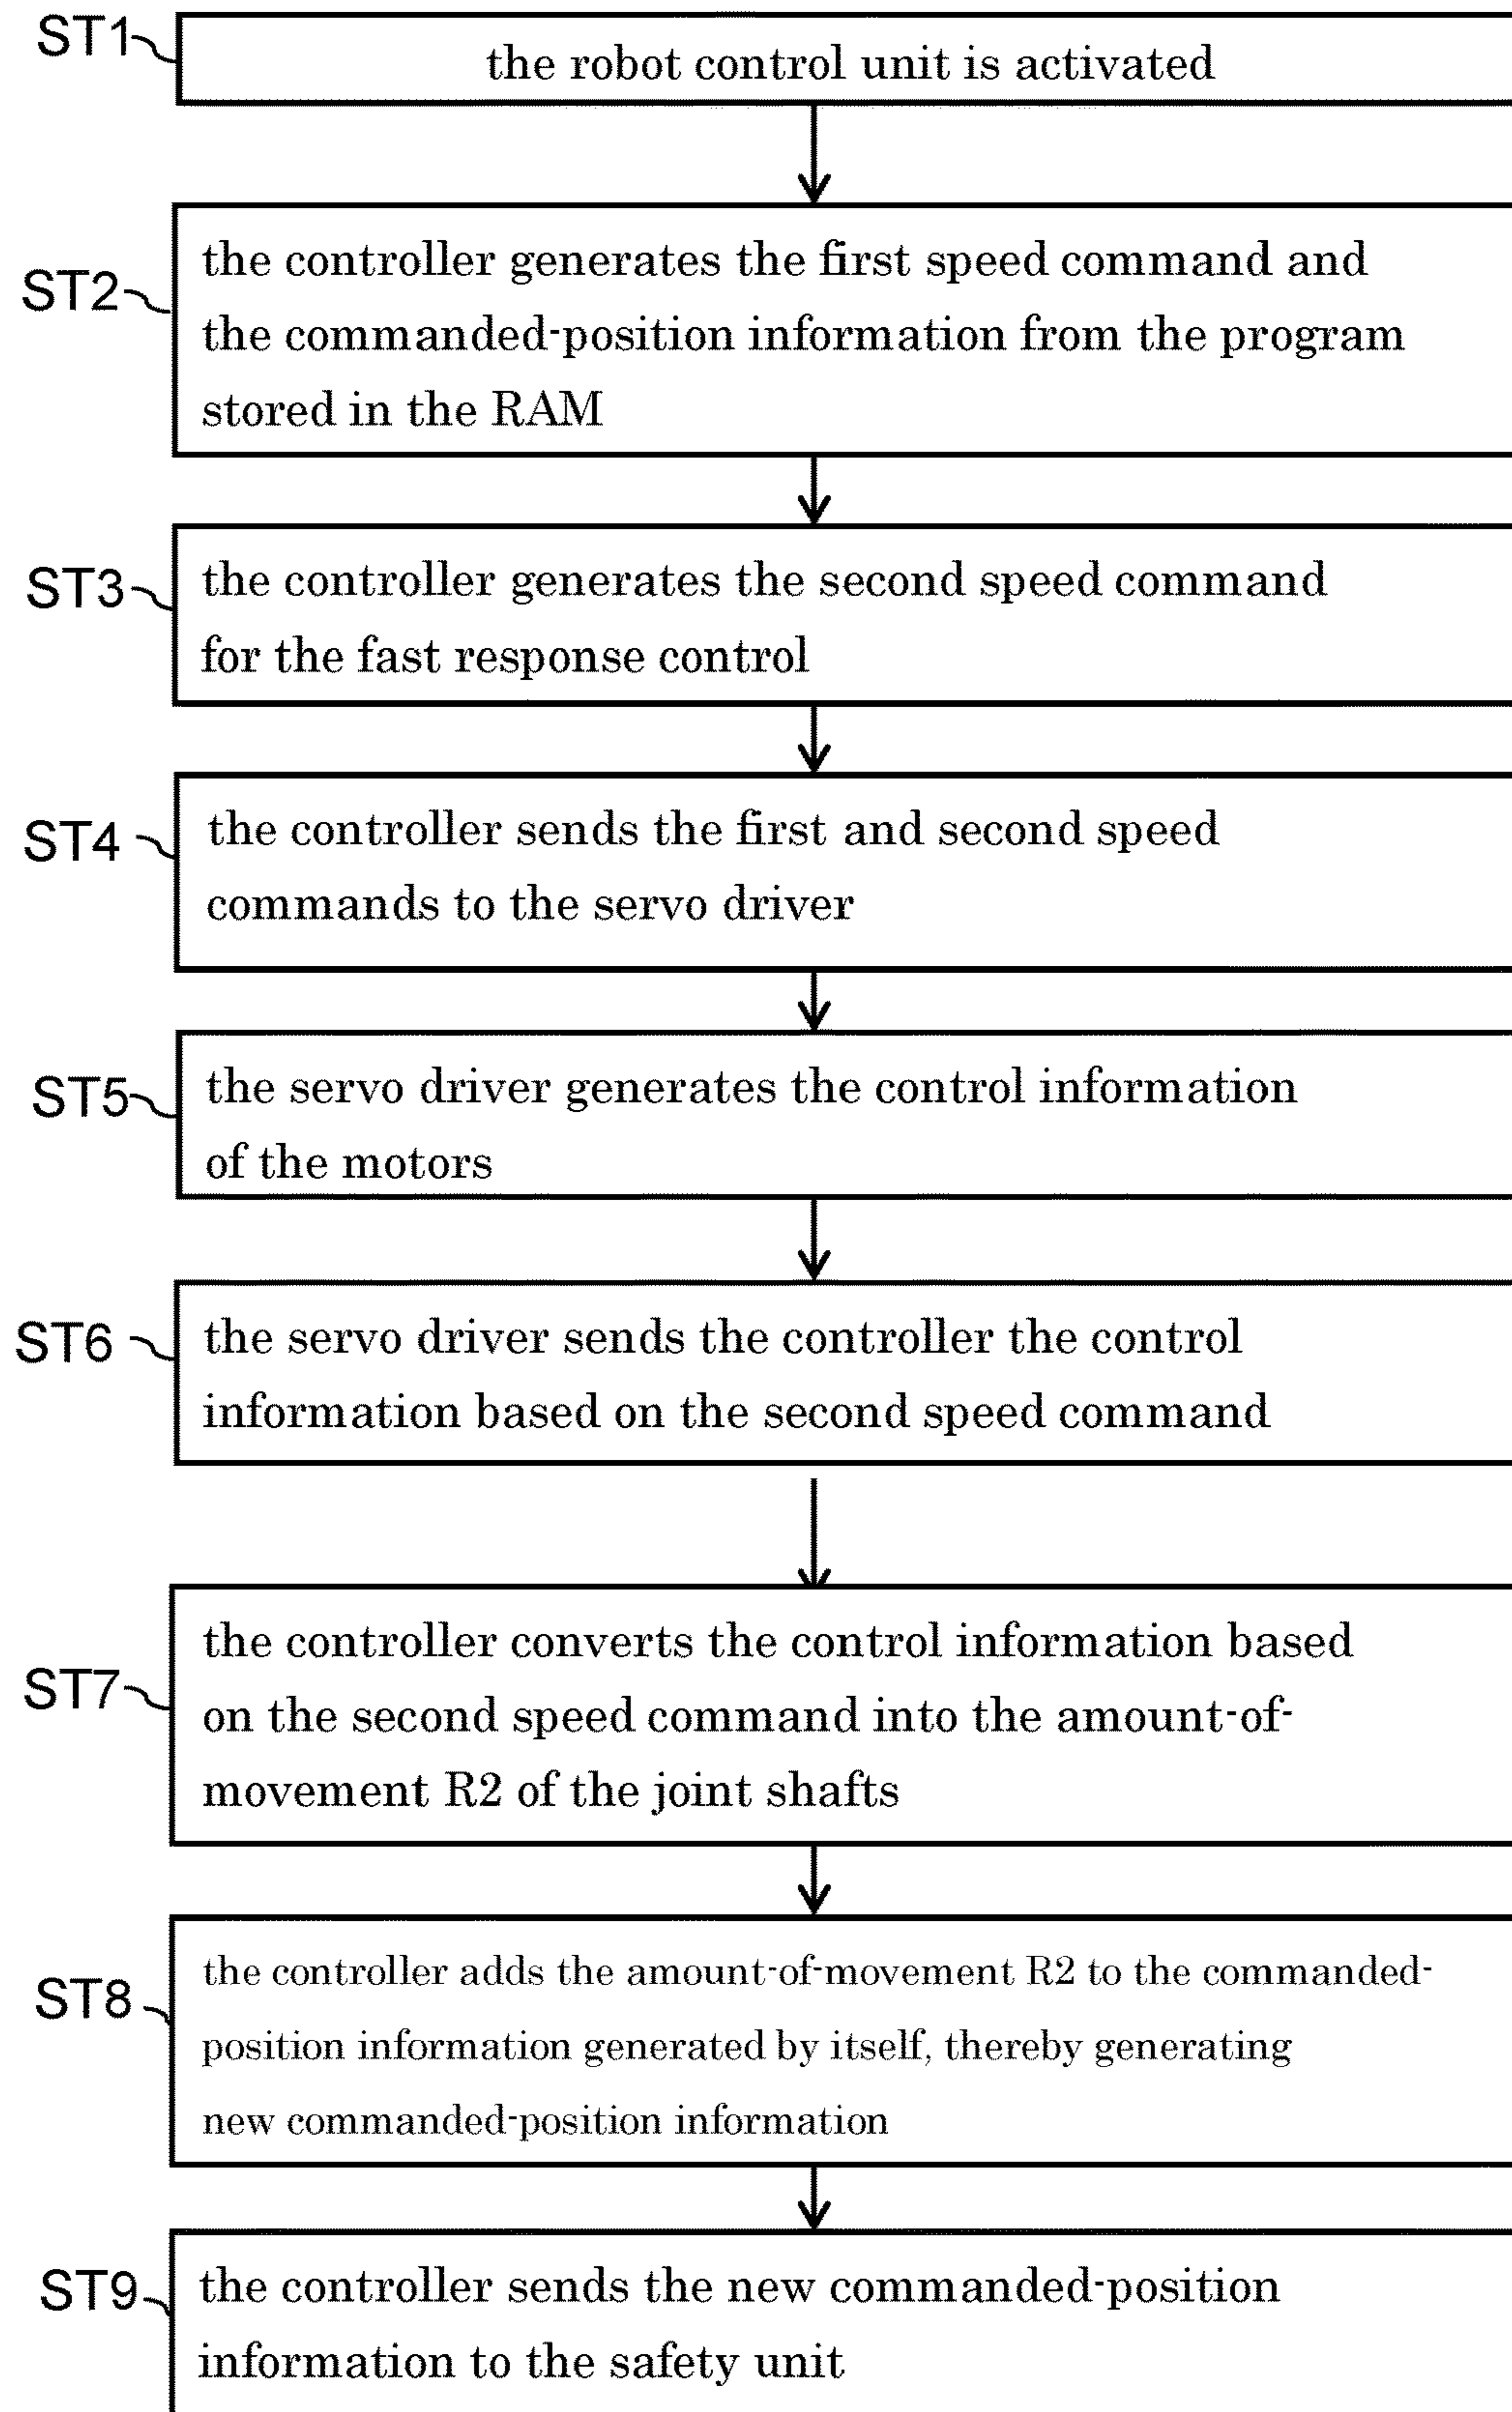 ST1
the robot control unit is activated
ST2
the controller generates the first speed command and
the commanded-position information from the program
stored in the RAM
ST3
the controller generates the second speed command
for the fast response control
ST4
the controller sends the first and second speed
commands to the servo driver
ST5
the servo driver generates the control information
of the motors
ST6
the servo driver sends the controller the control
information based on the second speed command
ST7
the controller converts the control information based
on the second speed command into the amount-of-
movement R2 of the joint shafts
ST8
the controller adds the amount-of-movement R2 to the commanded-
position information generated by itself, thereby generating
new commanded-position information
ST9
the controller sends the new commanded-position
information to the safety unit